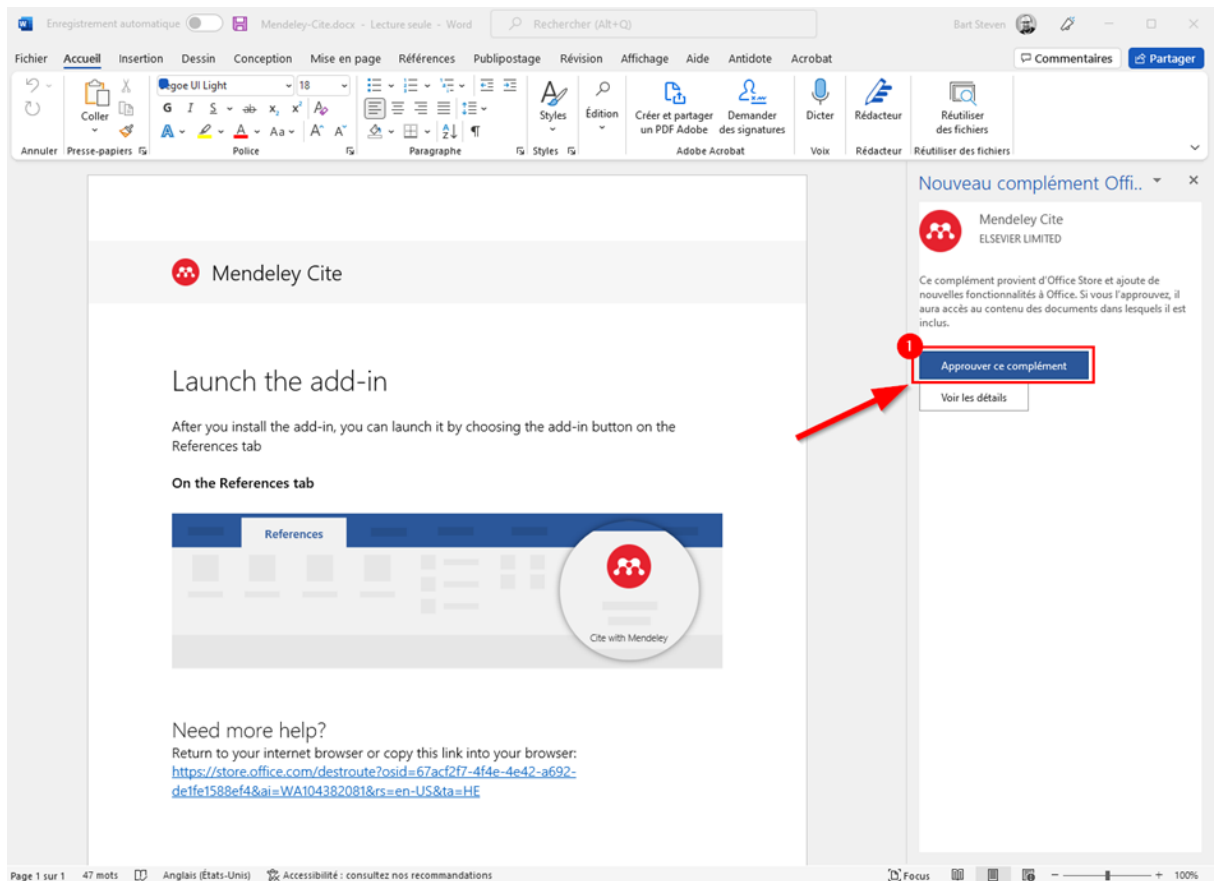 Enregistrement automatique
Mendeley-Cite.docx - Lecture seule - Word
Rechercher (Alt+Q)
Bart Steven
Fichier Accueil Insertion Dessin Conception Mise en page Références Publipostage Révision Affichage Aide Antidote Acrobat
Commentaires
Partager
Coller
Segoe UI Light
18
G I S ab x₂ x² A
A A Aa A^ A˅
Styles
Édition
Créer et partager
un PDF Adobe
Demander
des signatures
Dicter
Rédacteur
Réutiliser
des fichiers
Annuler Presse-papiers Police Paragraphe Styles Adobe Acrobat Voix Rédacteur Réutiliser des fichiers
Mendeley Cite
Launch the add-in
After you install the add-in, you can launch it by choosing the add-in button on the
References tab
On the References tab
References
Cite with Mendeley
Need more help?
Return to your internet browser or copy this link into your browser:
https://store.office.com/destroute?osid=67acf2f7-4f4e-4e42-a692-
de1fe1588ef4&ai=WA104382081&rs=en-US&ta=HE
Nouveau complément Offi..
Mendeley Cite
ELSEVIER LIMITED
Ce complément provient d'Office Store et ajoute de
nouvelles fonctionnalités à Office. Si vous l'approuvez, il
aura accès au contenu des documents dans lesquels il est
inclus.
1
Approuver ce complément
Voir les détails
Page 1 sur 1 47 mots Anglais (États-Unis) Accessibilité : consultez nos recommandations Focus 100%